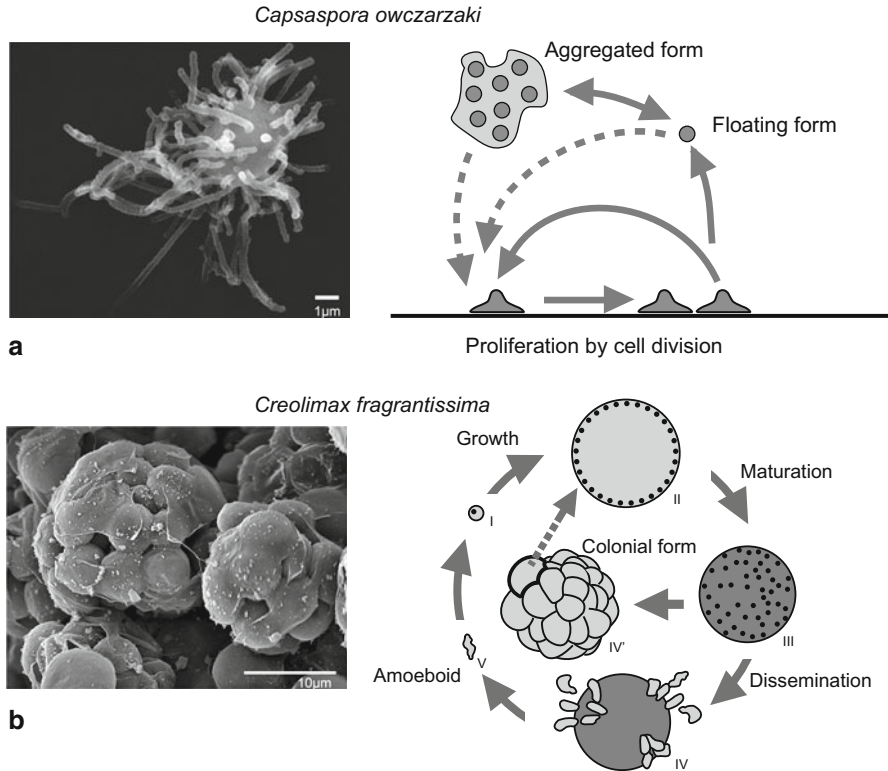 Capsaspora owczarzaki
a
1µm
Aggregated form
Floating form
Proliferation by cell division
Creolimax fragrantissima
b
10µm
Growth
I
II
Maturation
Colonial form
III
IV'
Dissemination
Amoeboid
V
IV